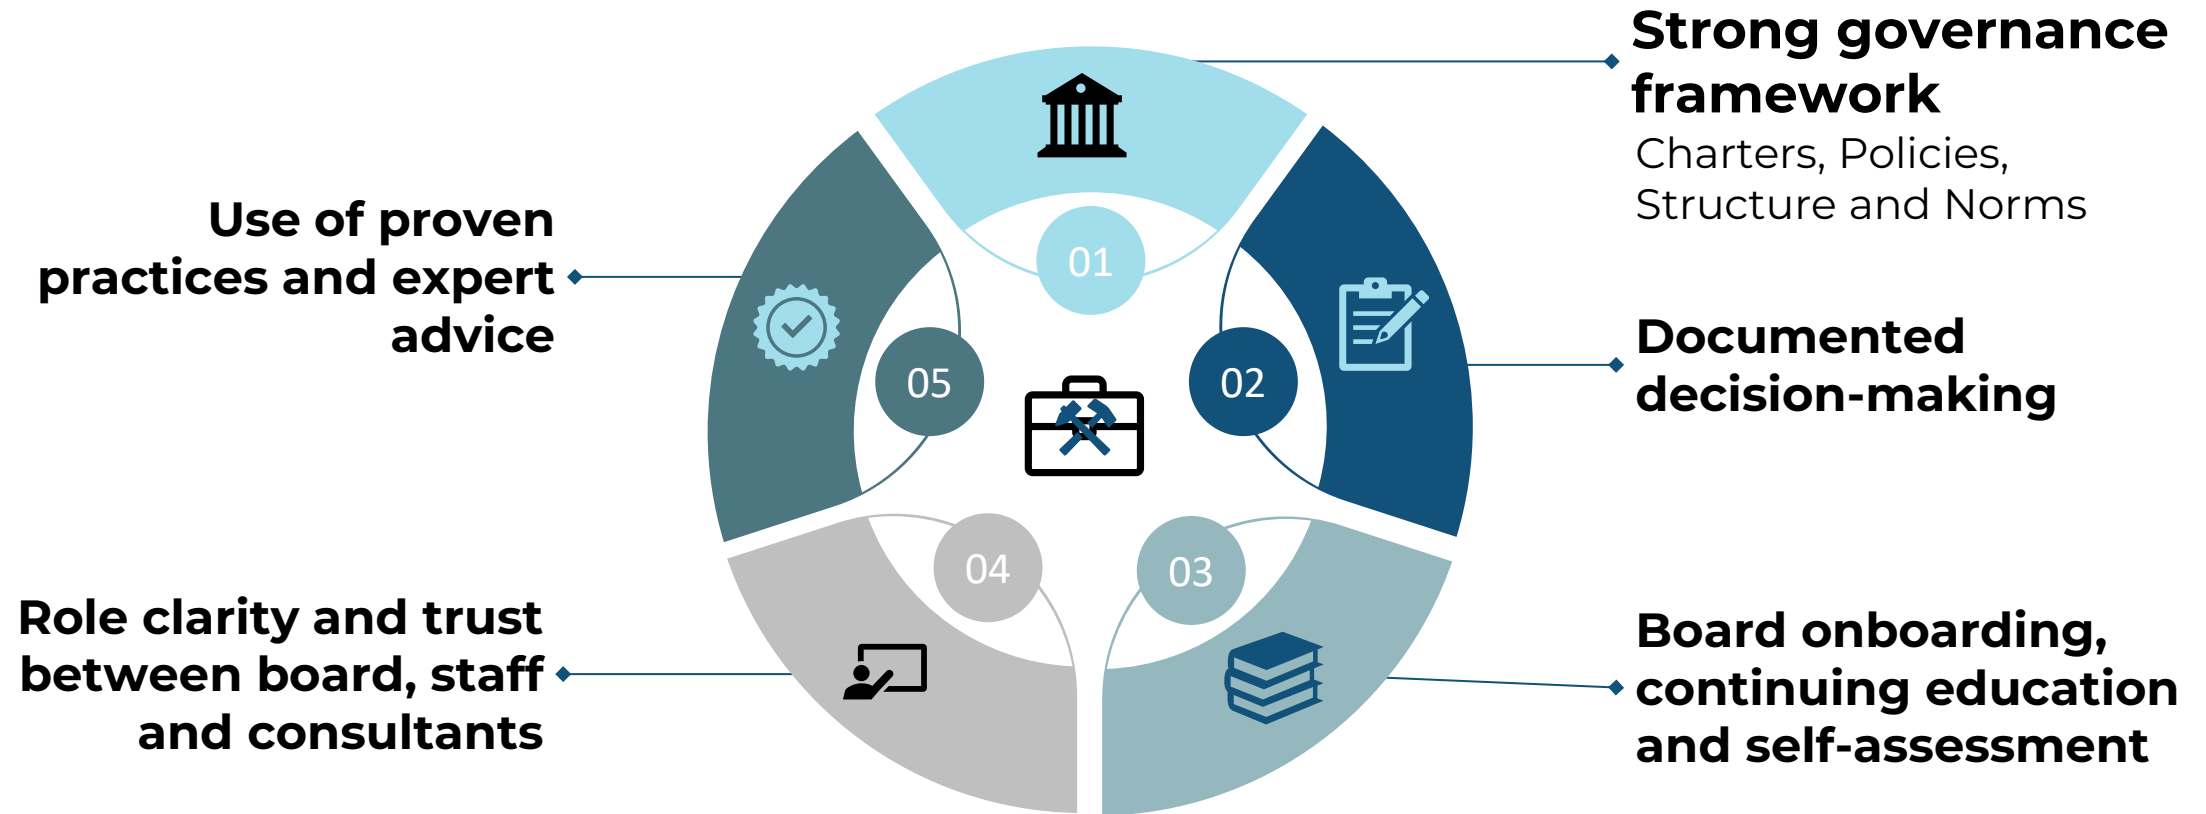 Strong governance
framework
Charters, Policies,
Structure and Norms
01
Documented
decision-making
02
Board onboarding,
continuing education
and self-assessment
03
Role clarity and trust
between board, staff
and consultants
04
Use of proven
practices and expert
advice
05